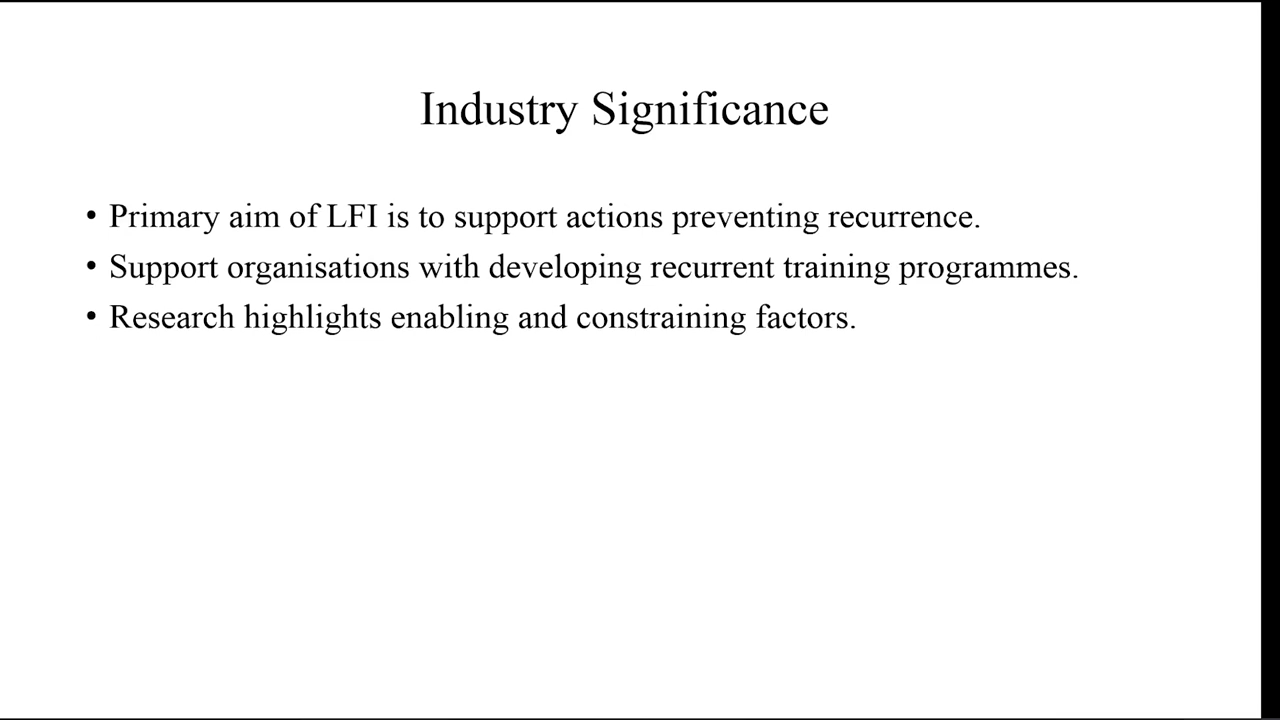 Industry Significance
• Primary aim of LFI is to support actions preventing recurrence.
• Support organisations with developing recurrent training programmes.
• Research highlights enabling and constraining factors.